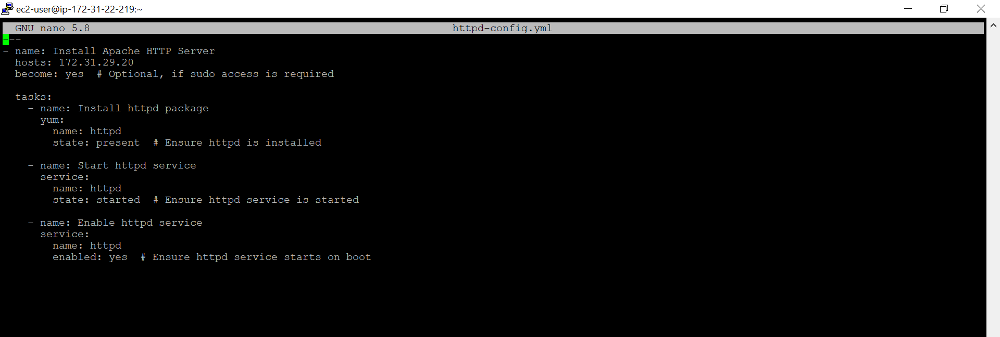 ec2-user@ip-172-31-22-219:~
GNU nano 5.8 httpd-config.yml
---
- name: Install Apache HTTP Server
  hosts: 172.31.29.20
  become: yes  # Optional, if sudo access is required

  tasks:
    - name: Install httpd package
      yum:
        name: httpd
        state: present  # Ensure httpd is installed

    - name: Start httpd service
      service:
        name: httpd
        state: started  # Ensure httpd service is started

    - name: Enable httpd service
      service:
        name: httpd
        enabled: yes  # Ensure httpd service starts on boot